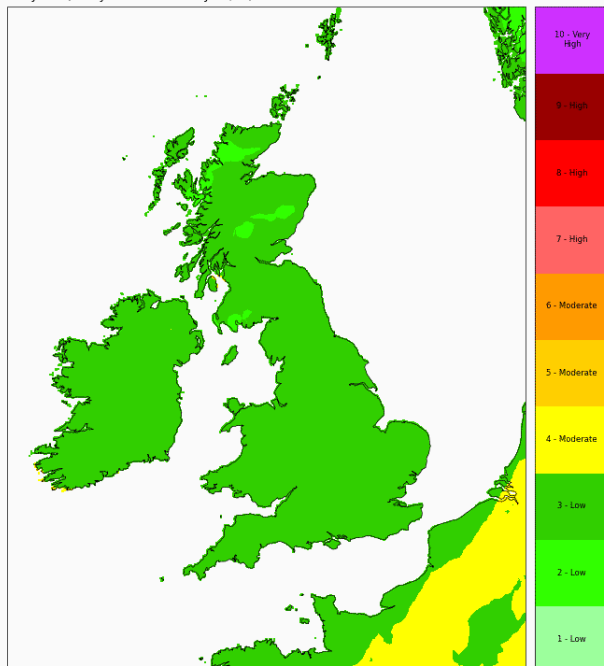 10 - Very
High
9 - High
8 - High
7 - High
6 - Moderate
5 - Moderate
4 - Moderate
3 - Low
2 - Low
1 - Low